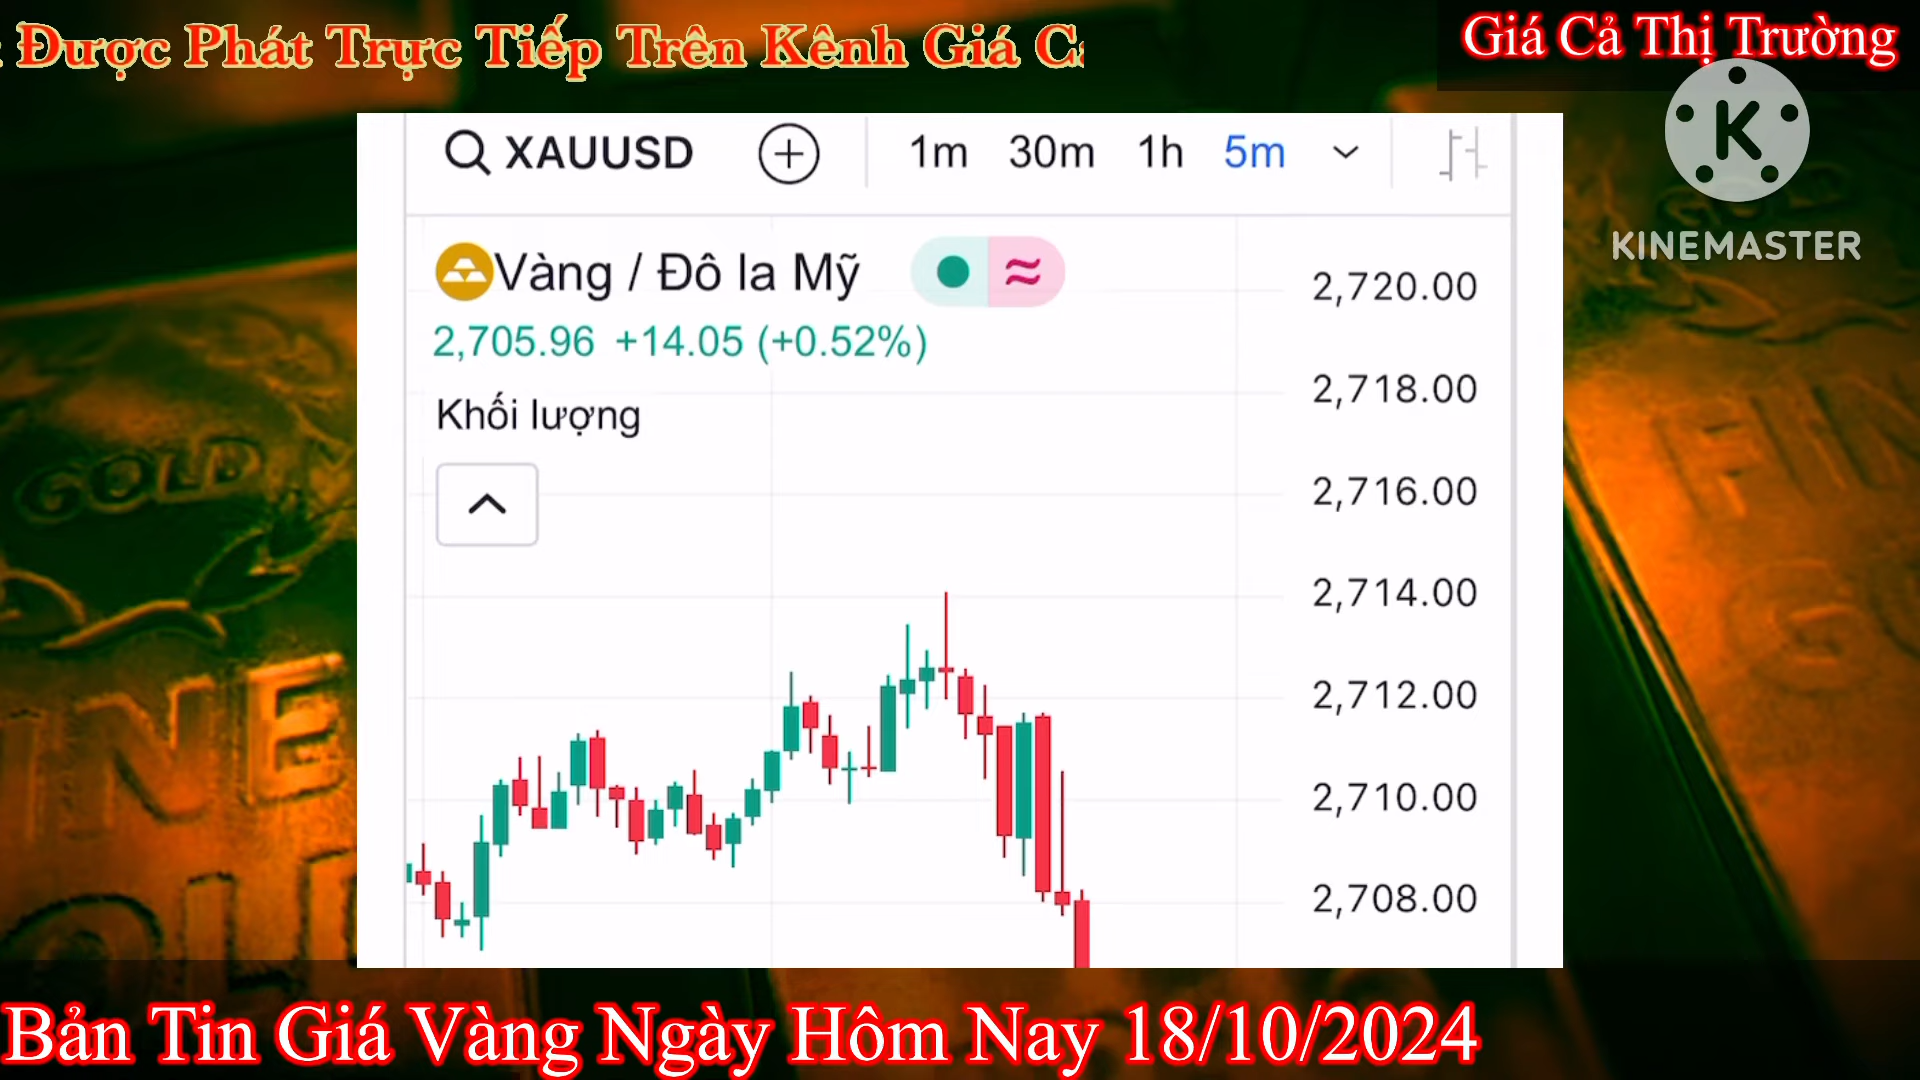 Được Phát Trực Tiếp Trên Kênh Giá
Giá Cả Thị Trường
K
KINEMASTER
XAUUSD 1m 30m 1h 5m
Vàng / Đô la Mỹ
2,705.96 +14.05 (+0.52%)
Khối lượng
2,720.00
2,718.00
2,716.00
2,714.00
2,712.00
2,710.00
2,708.00
GOLD
FIN
INE
Bản Tin Giá Vàng Ngày Hôm Nay 18/10/2024